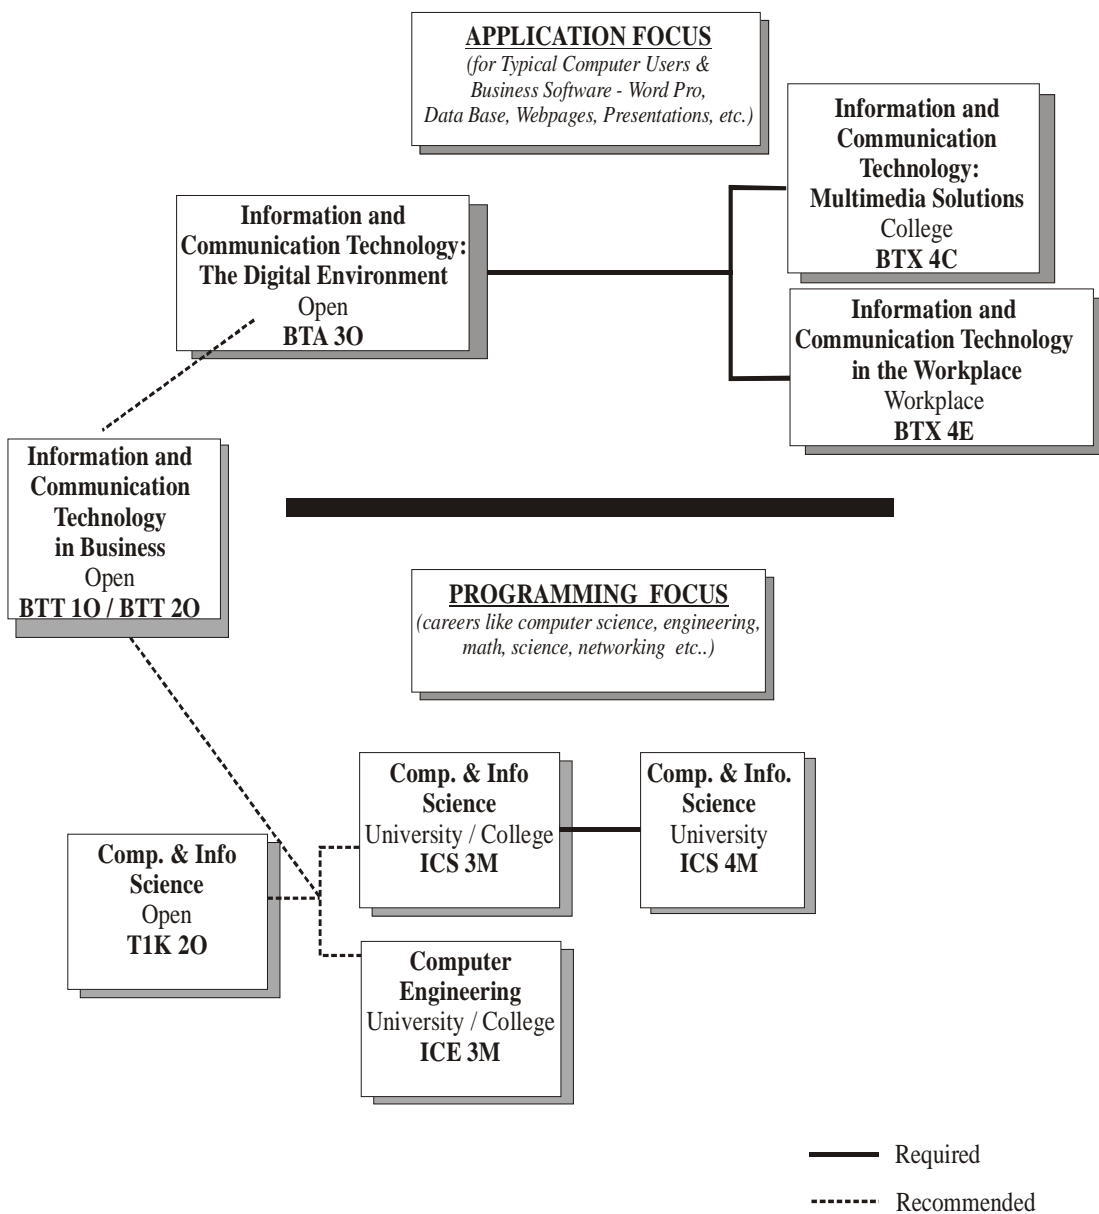 APPLICATION FOCUS
(for Typical Computer Users &
Business Software - Word Pro,
Data Base, Webpages, Presentations, etc.)
Information and
Communication
Technology:
Multimedia Solutions
College
BTX 4C
Information and
Communication Technology:
The Digital Environment
Open
BTA 3O
Information and
Communication Technology
in the Workplace
Workplace
BTX 4E
Information and
Communication
Technology
in Business
Open
BTT 1O / BTT 2O
PROGRAMMING FOCUS
(careers like computer science, engineering,
math, science, networking etc..)
Comp. & Info
Science
University / College
ICS 3M
Comp. & Info.
Science
University
ICS 4M
Comp. & Info
Science
Open
T1K 2O
Computer
Engineering
University / College
ICE 3M
Required
Recommended